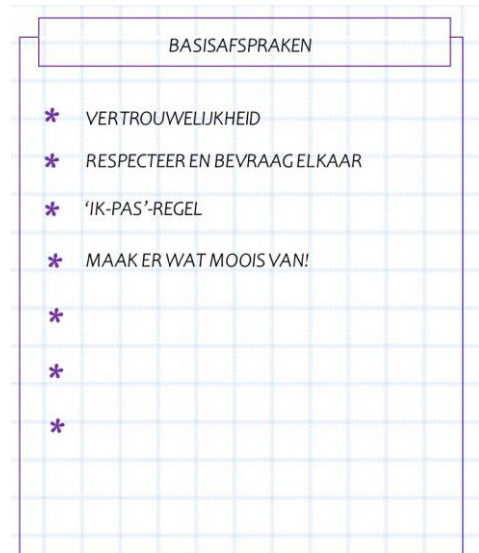 BASISAFSPRAKEN
* VERTROUWELIJKHEID
* RESPECTEER EN BEVRAAG ELKAAR
* ‘IK-PAS’-REGEL
* MAAK ER WAT MOOIS VAN!
*
*
*